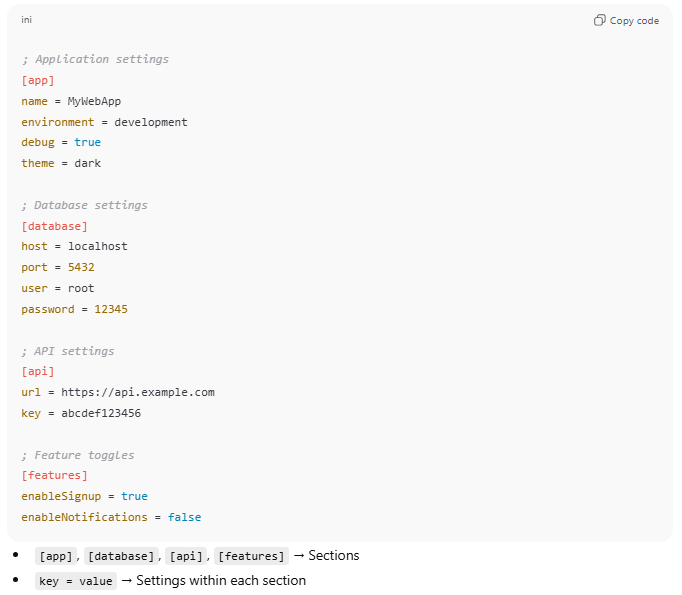 ini
Copy code
; Application settings
[app]
name = MyWebApp
environment = development
debug = true
theme = dark
; Database settings
[database]
host = localhost
port = 5432
user = root
password = 12345
; API settings
[api]
url = https://api.example.com
key = abcdef123456
; Feature toggles
[features]
enableSignup = true
enableNotifications = false
• [app], [database], [api], [features] → Sections
• key = value → Settings within each section